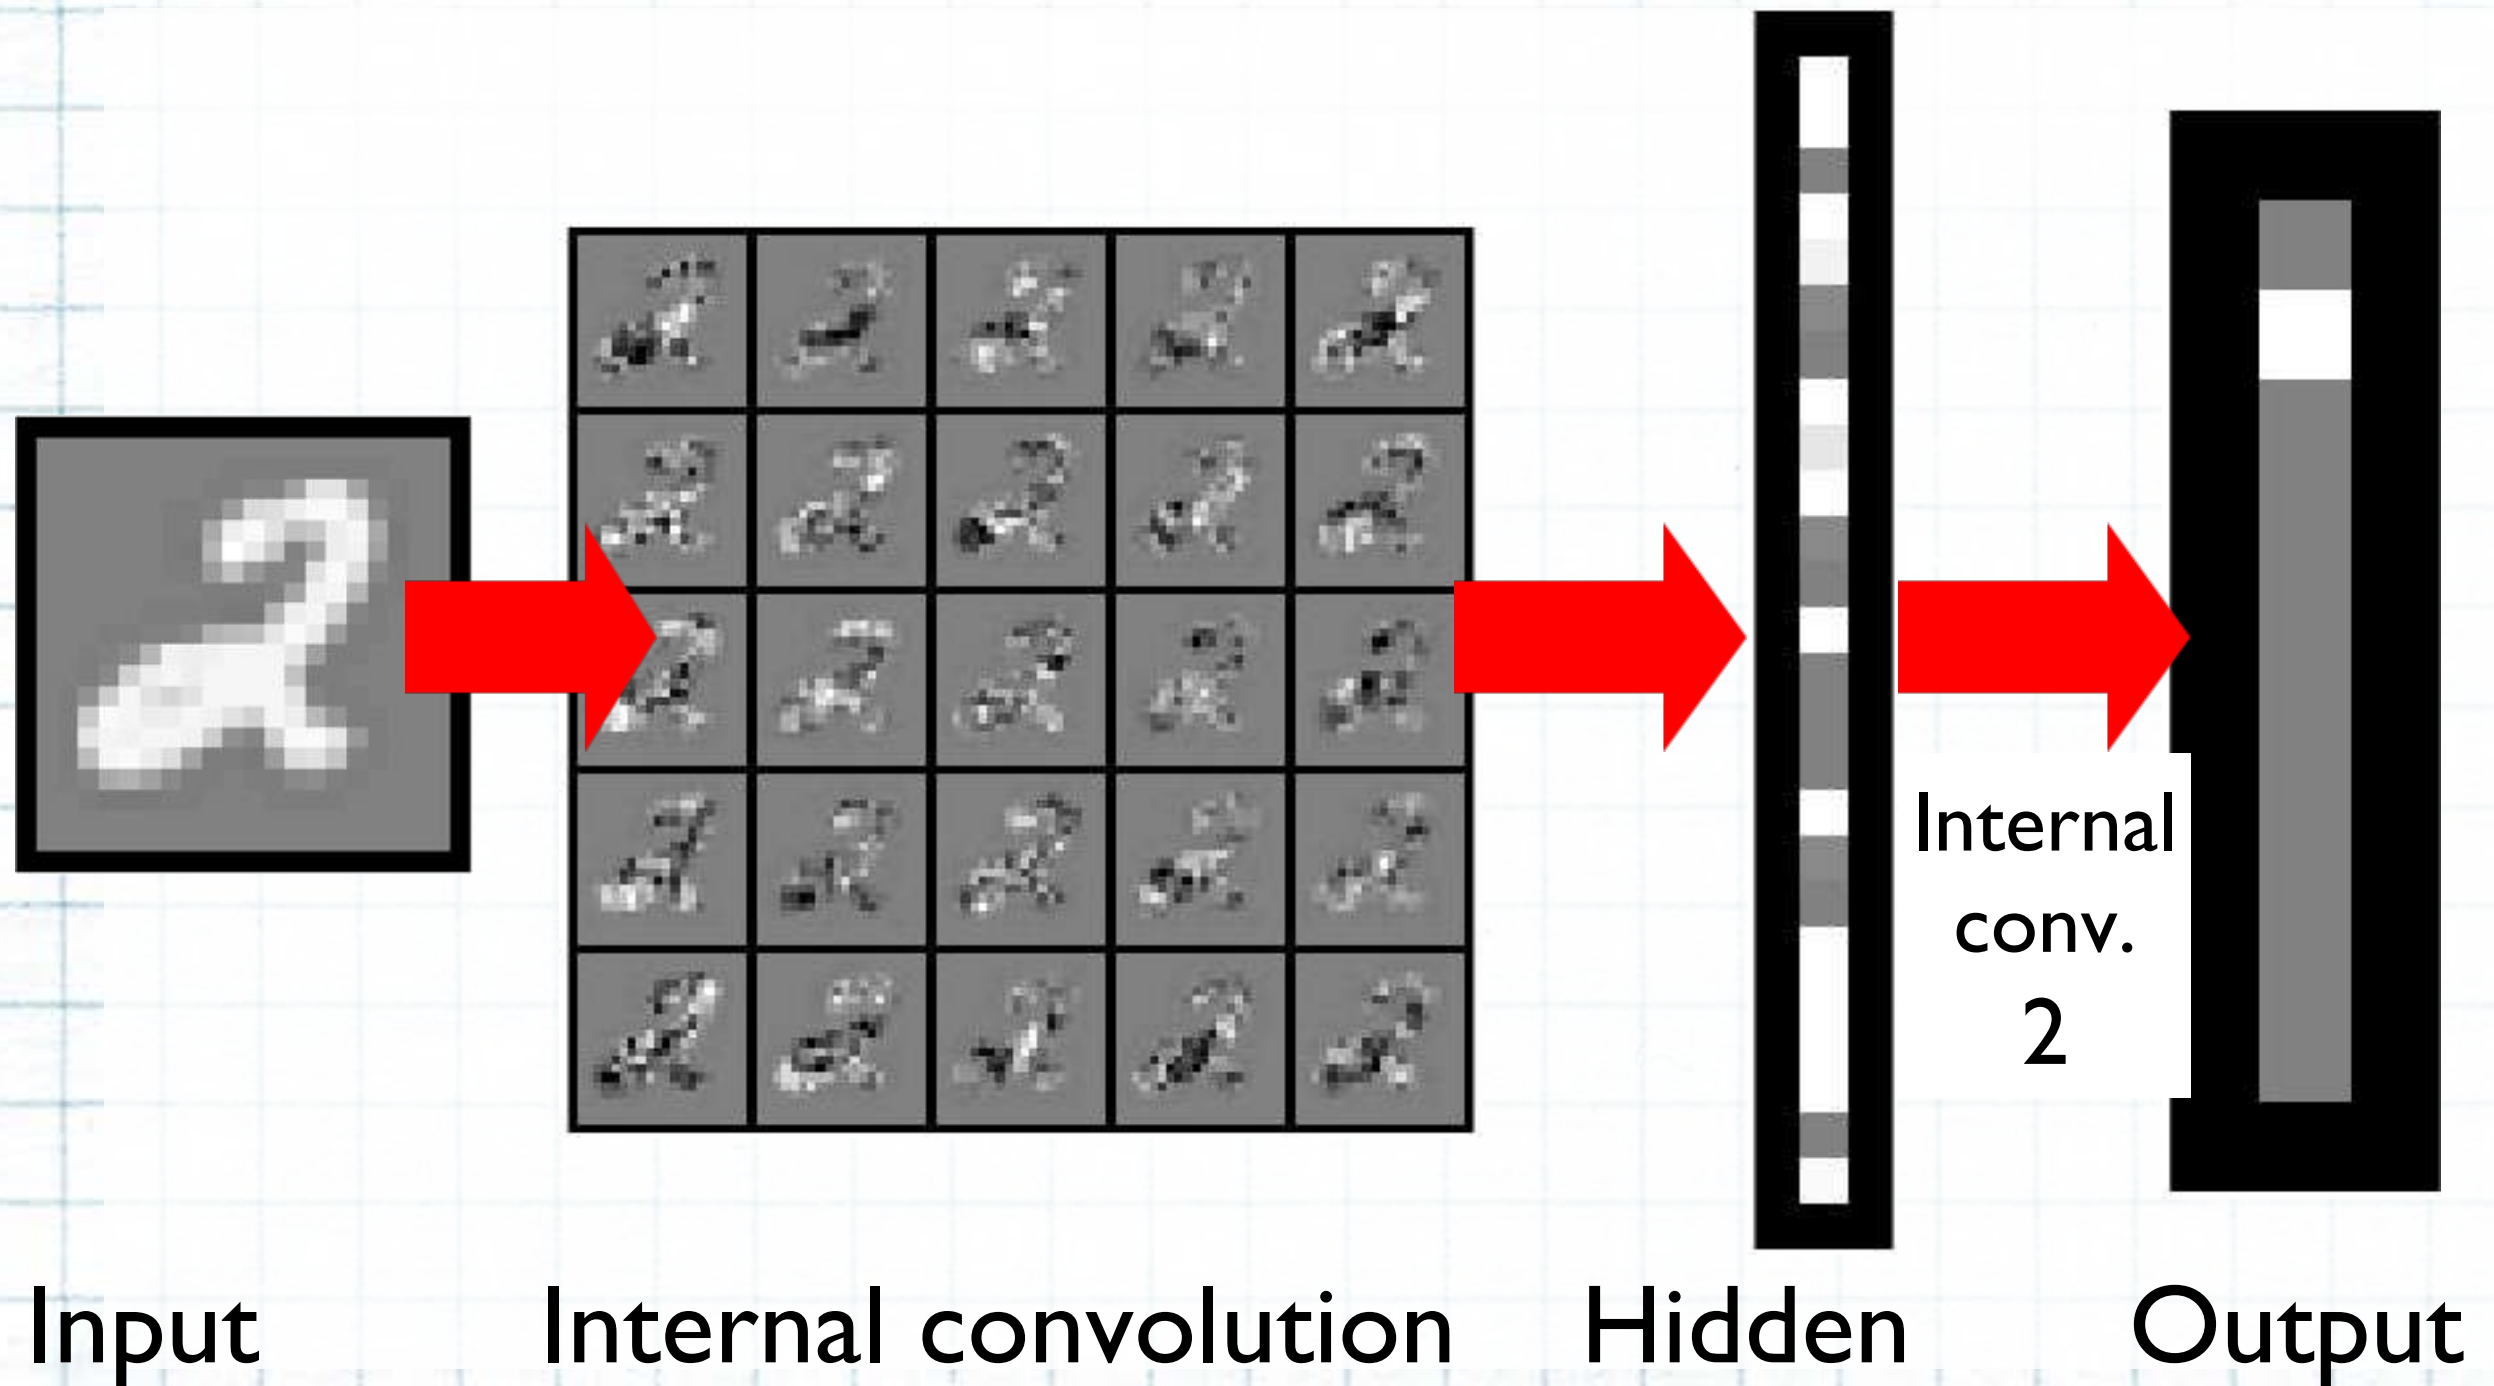 Internal
conv.
2
Input
Internal convolution
Hidden
Output